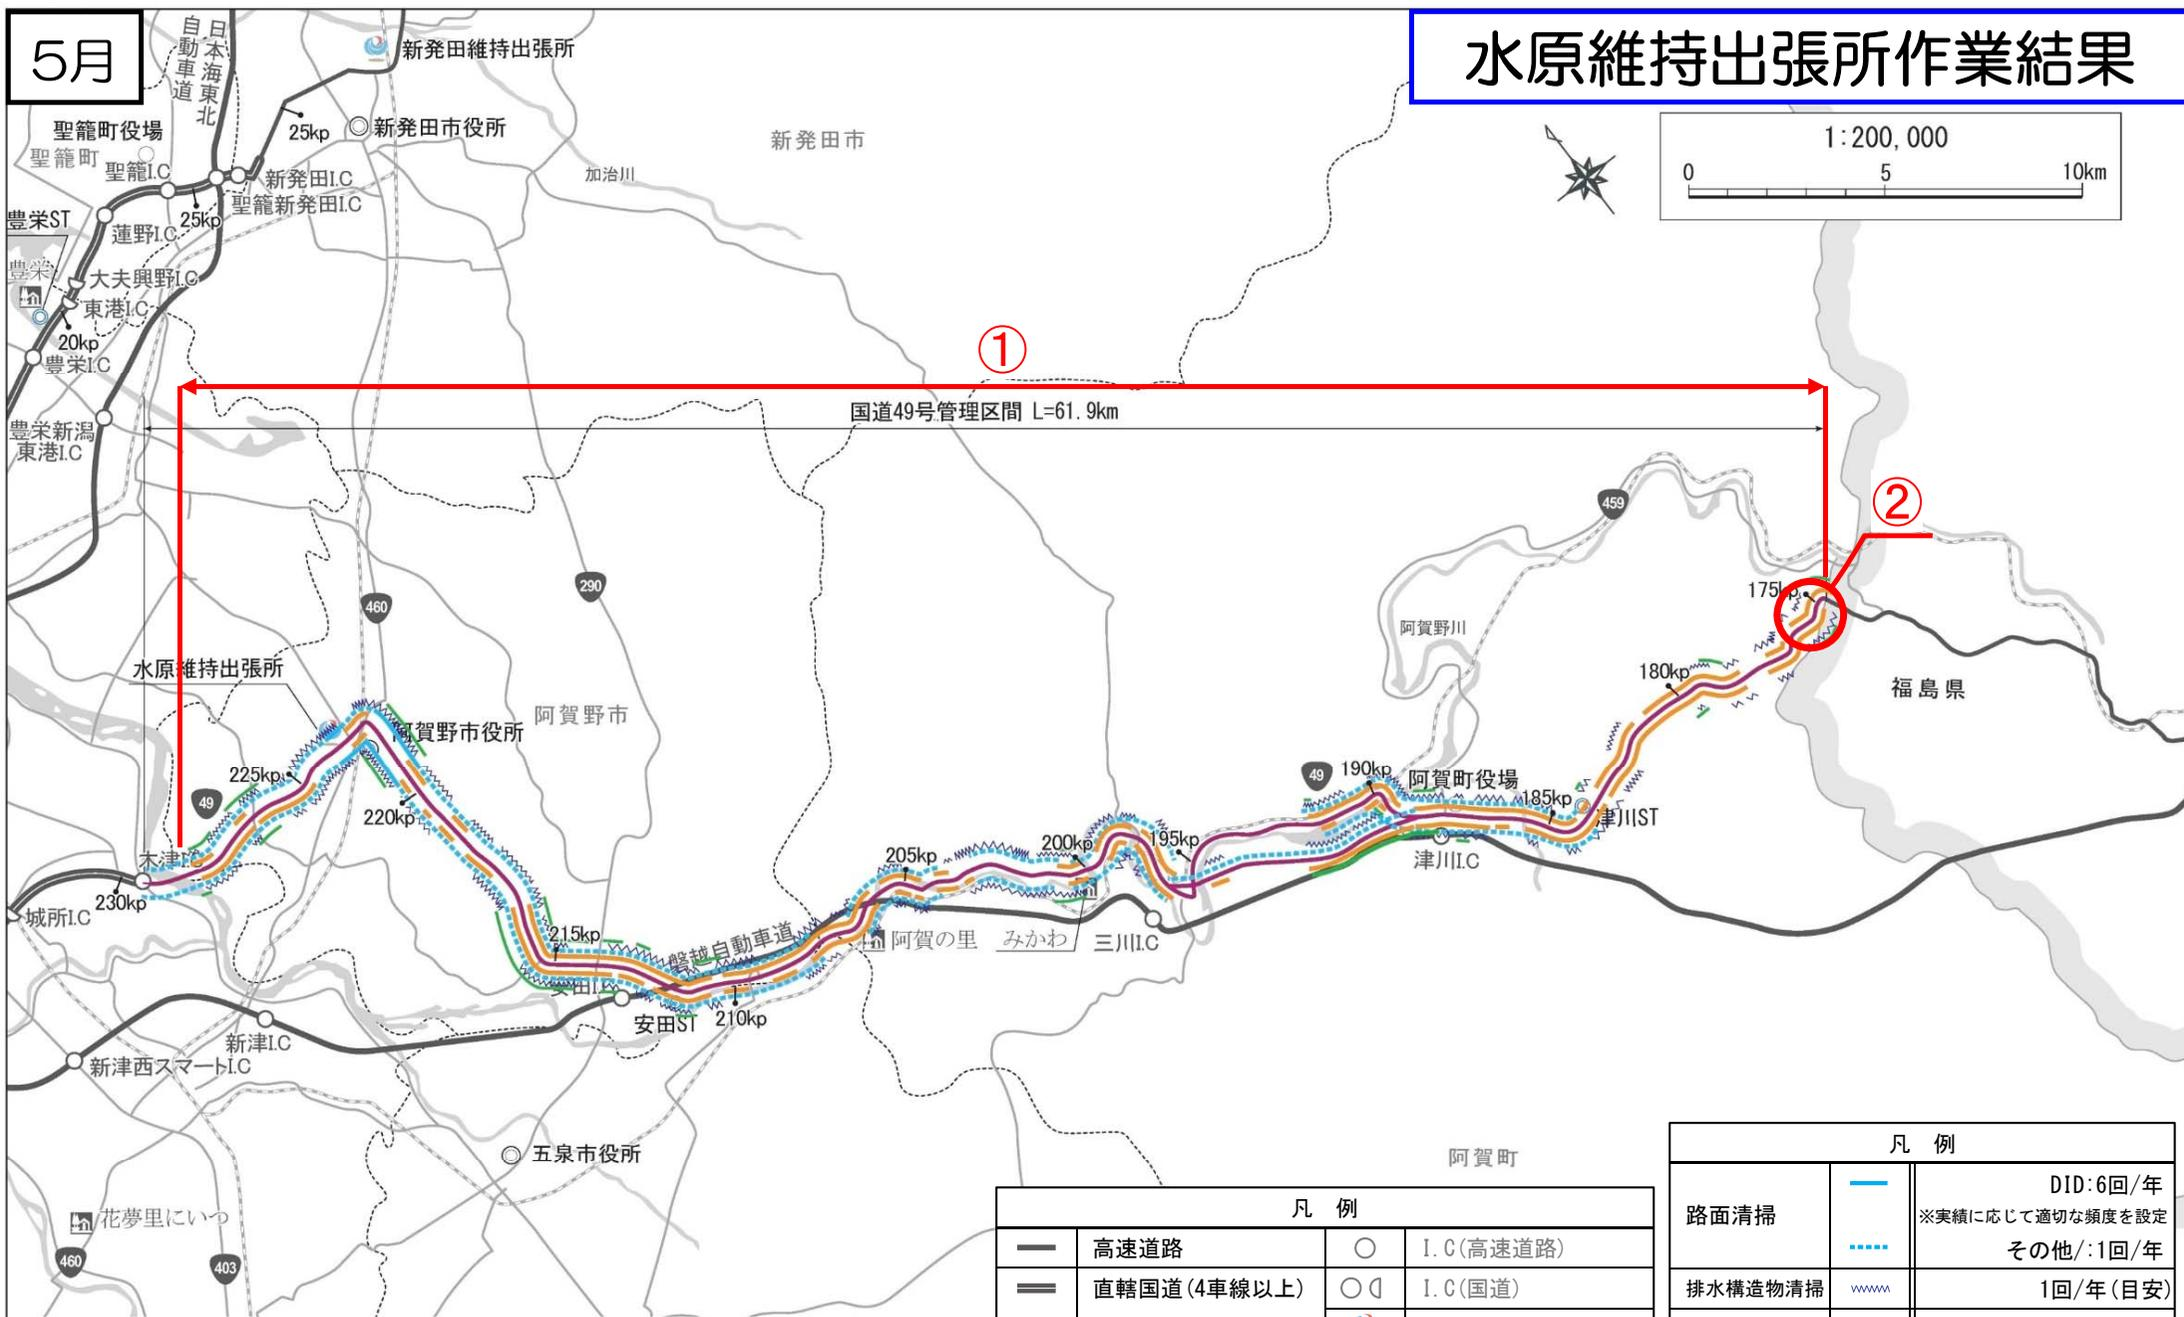 5月
水原維持出張所作業結果
1:200,000
0 5 10km
日本海東北
自動車道
新発田維持出張所
25kp
新発田市役所
新発田市
加治川
聖籠町役場
聖籠町
聖籠I.C
新発田I.C
聖籠新発田I.C
25kp
豊栄ST
蓮野I.C
豊栄
大夫興野I.C
東港I.C
20kp
豊栄I.C
豊栄新潟
東港I.C
①
国道49号管理区間 L=61.9km
459
②
290
460
175kp
阿賀野川
水原維持出張所
180kp
福島県
阿賀野市
阿賀野市役所
225kp
49
220kp
49
190kp
阿賀町役場
185kp
津川ST
木津I.C
200kp
195kp
205kp
津川I.C
230kp
城所I.C
215kp
磐越自動車道
阿賀の里
みかわ
三川I.C
安田I.C
安田ST
210kp
新津I.C
新津西スマートI.C
五泉市役所
阿賀町
花夢里にいつ
460
403
凡 例
高速道路
I.C(高速道路)
直轄国道(4車線以上)
I.C(国道)
凡 例
路面清掃
DID:6回/年
※実績に応じて適切な頻度を設定
その他/:1回/年
排水構造物清掃
1回/年(目安)